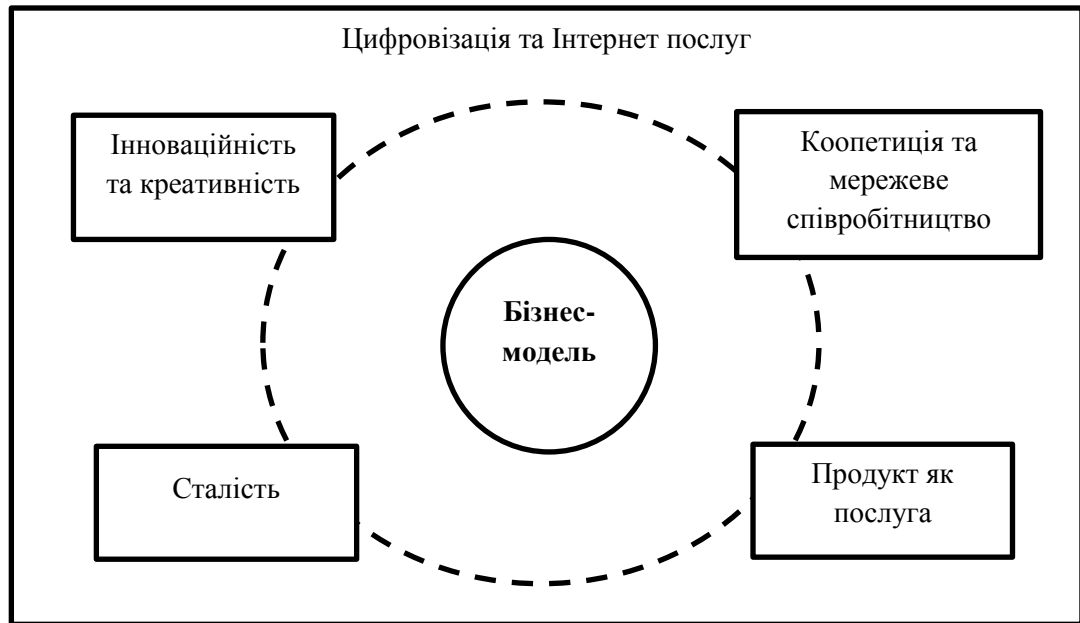 Цифровізація та Інтернет послуг
Інноваційність
та креативність
Коопетиція та
мережеве
співробітництво
Бізнес-
модель
Сталість
Продукт як
послуга